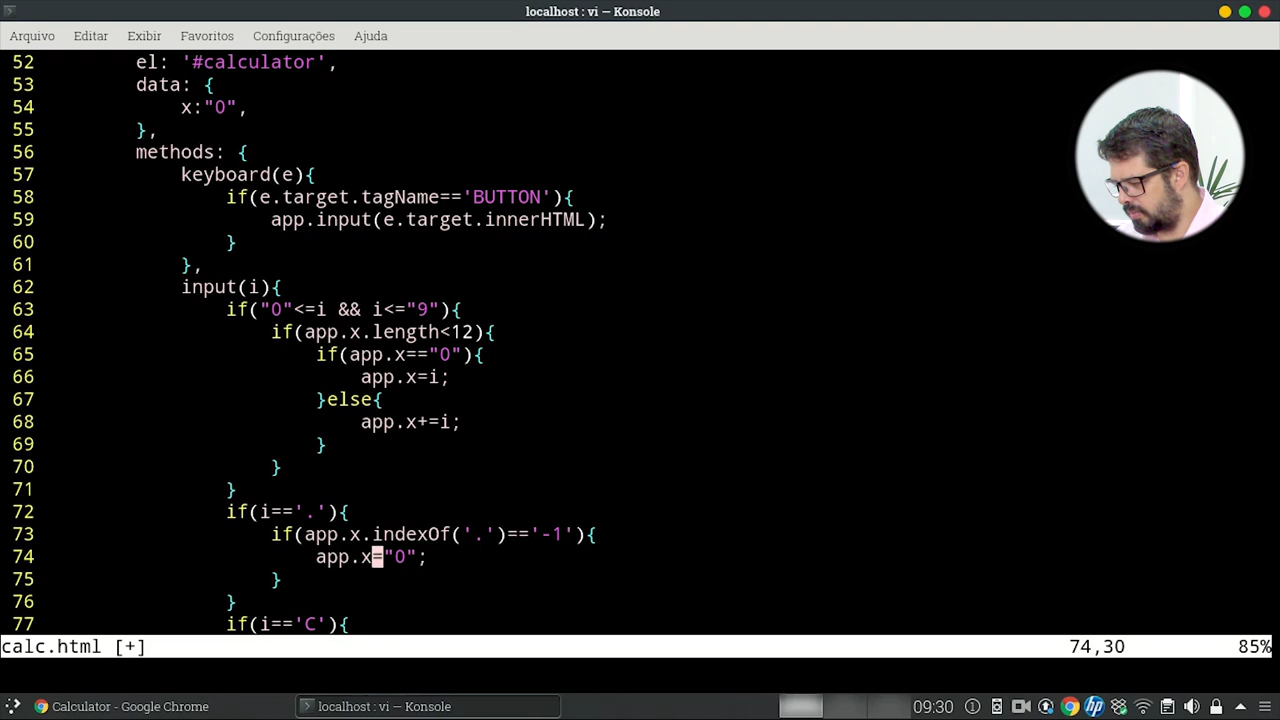 localhost : vi — Konsole
Arquivo Editar Exibir Favoritos Configurações Ajuda
52 el: '#calculator',
53 data: {
54 x:"0",
55 },
56 methods: {
57 keyboard(e){
58 if(e.target.tagName=='BUTTON'){
59 app.input(e.target.innerHTML);
60 }
61 },
62 input(i){
63 if("0"<=i && i<="9"){
64 if(app.x.length<12){
65 if(app.x=="0"){
66 app.x=i;
67 }else{
68 app.x+=i;
69 }
70 }
71 }
72 if(i=='.'){
73 if(app.x.indexOf('.')=='-1'){
74 app.x="0";
75 }
76 }
77 if(i=='C'){
calc.html [+] 74,30 85%
Calculator - Google Chrome localhost : vi — Konsole 09:30